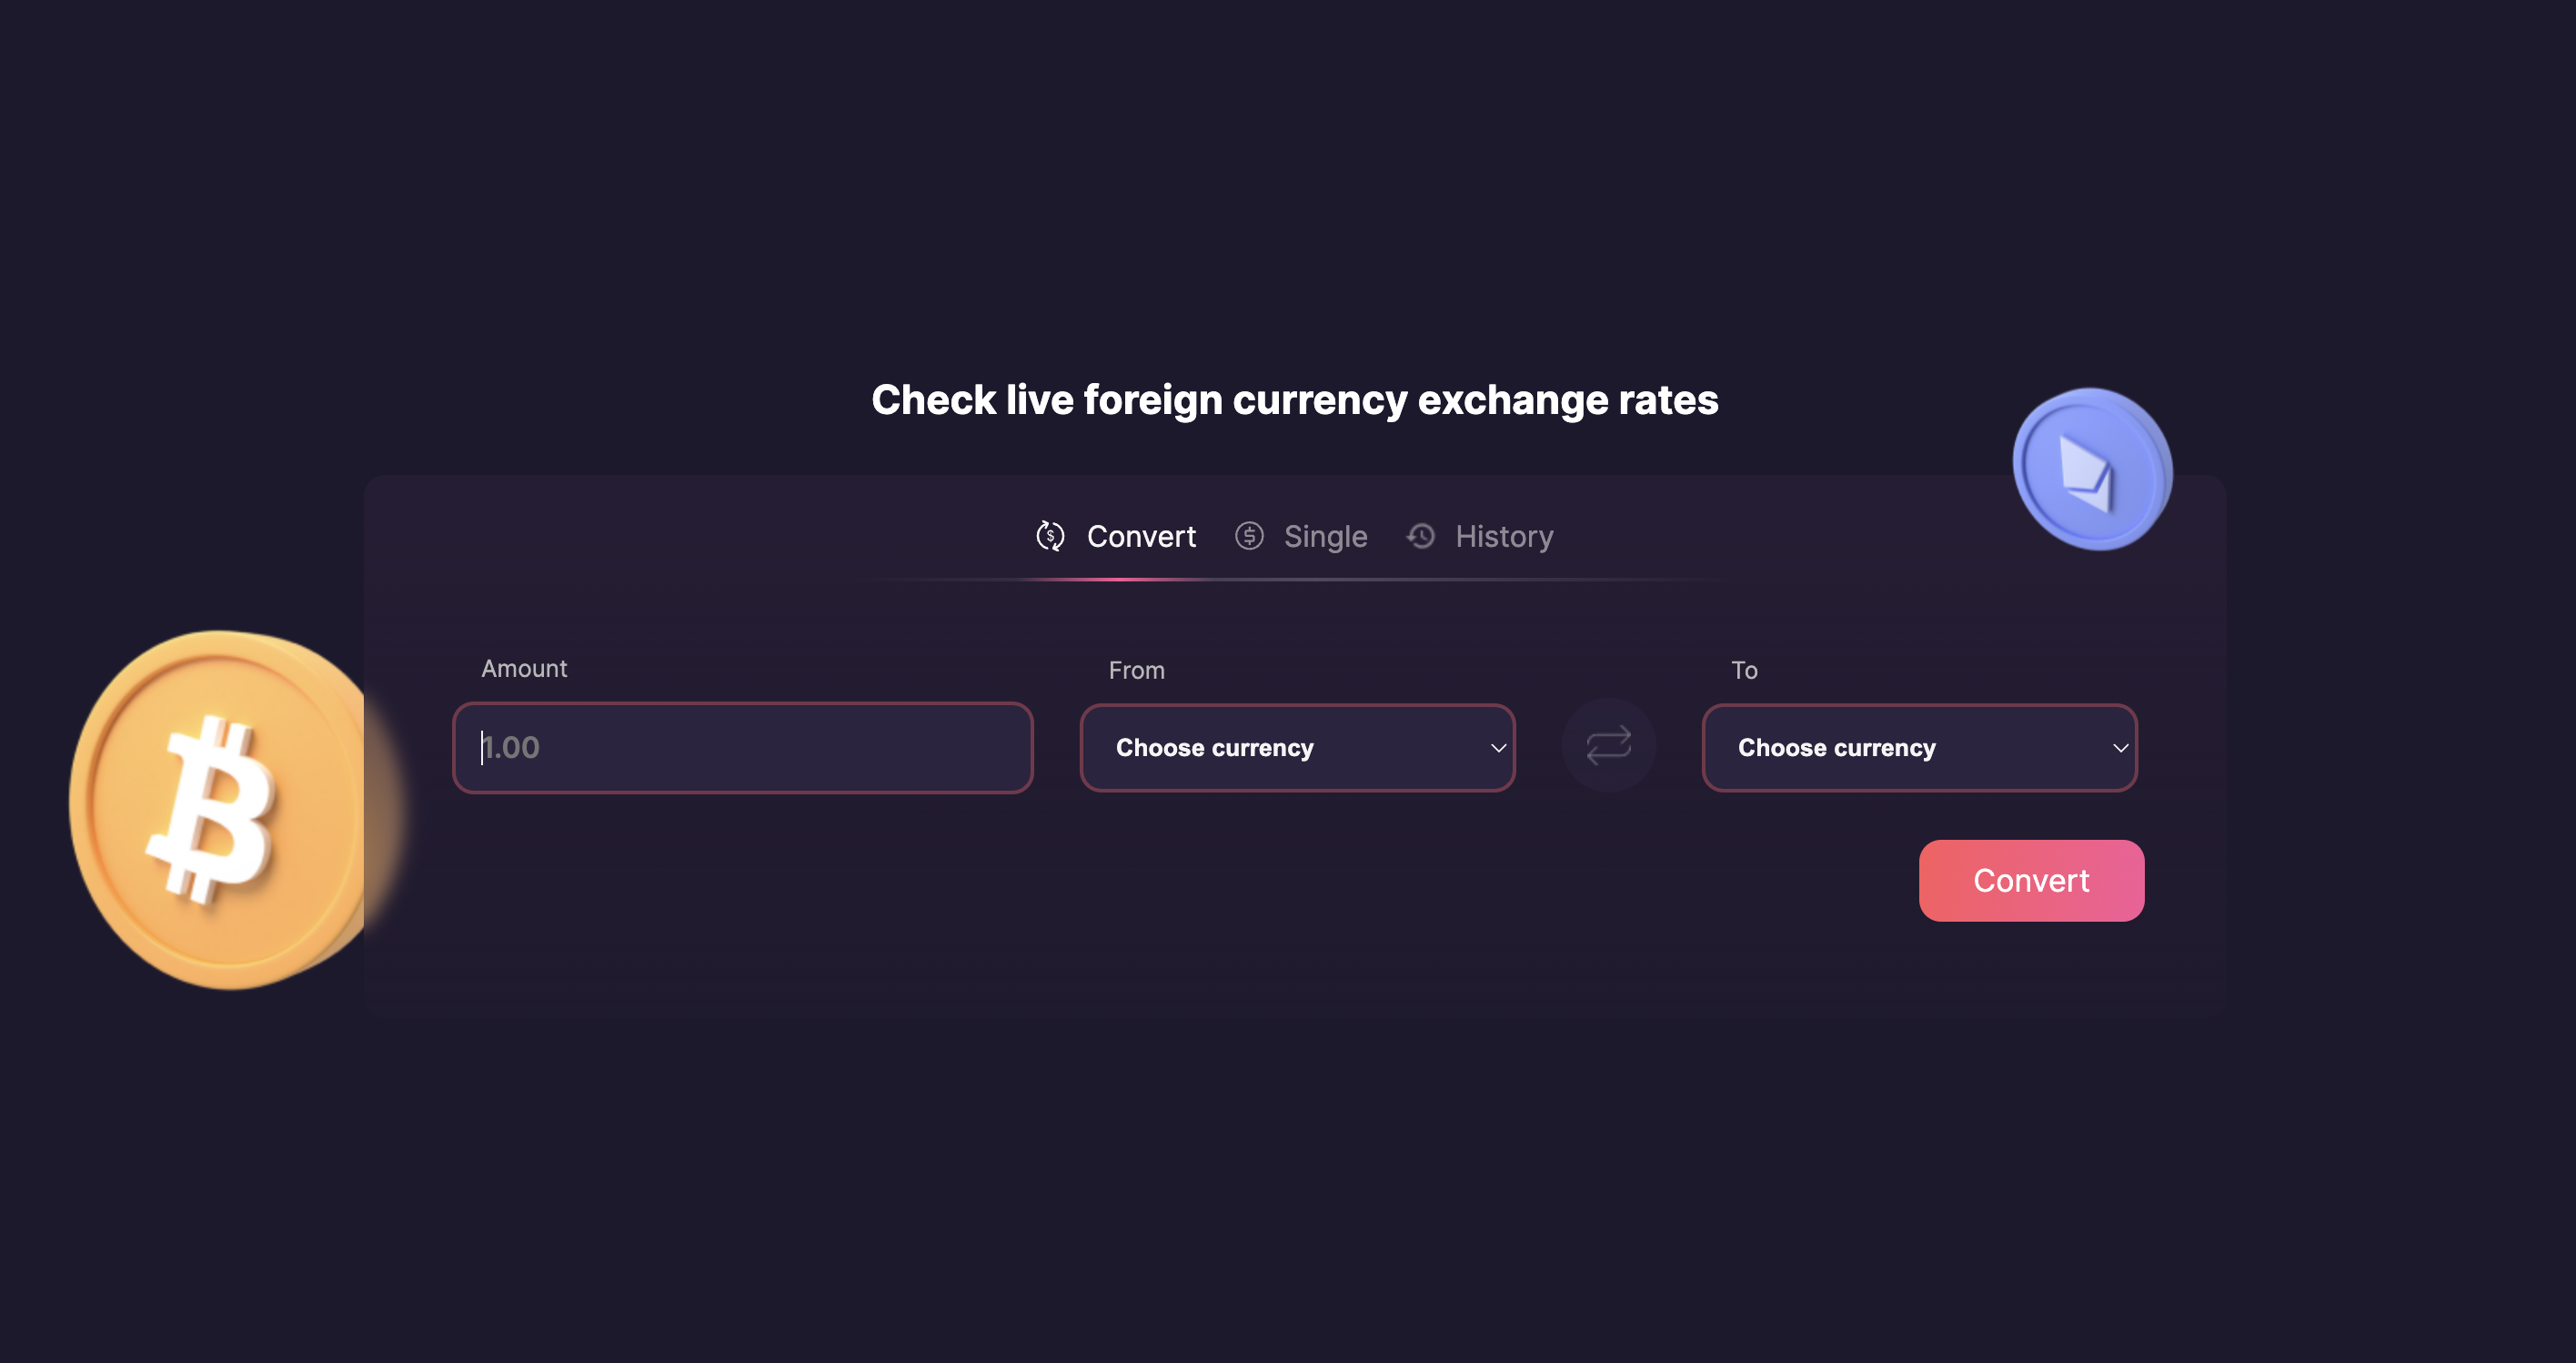 Check live foreign currency exchange rates
Convert Single History
Amount From To
1.00 Choose currency Choose currency
Convert